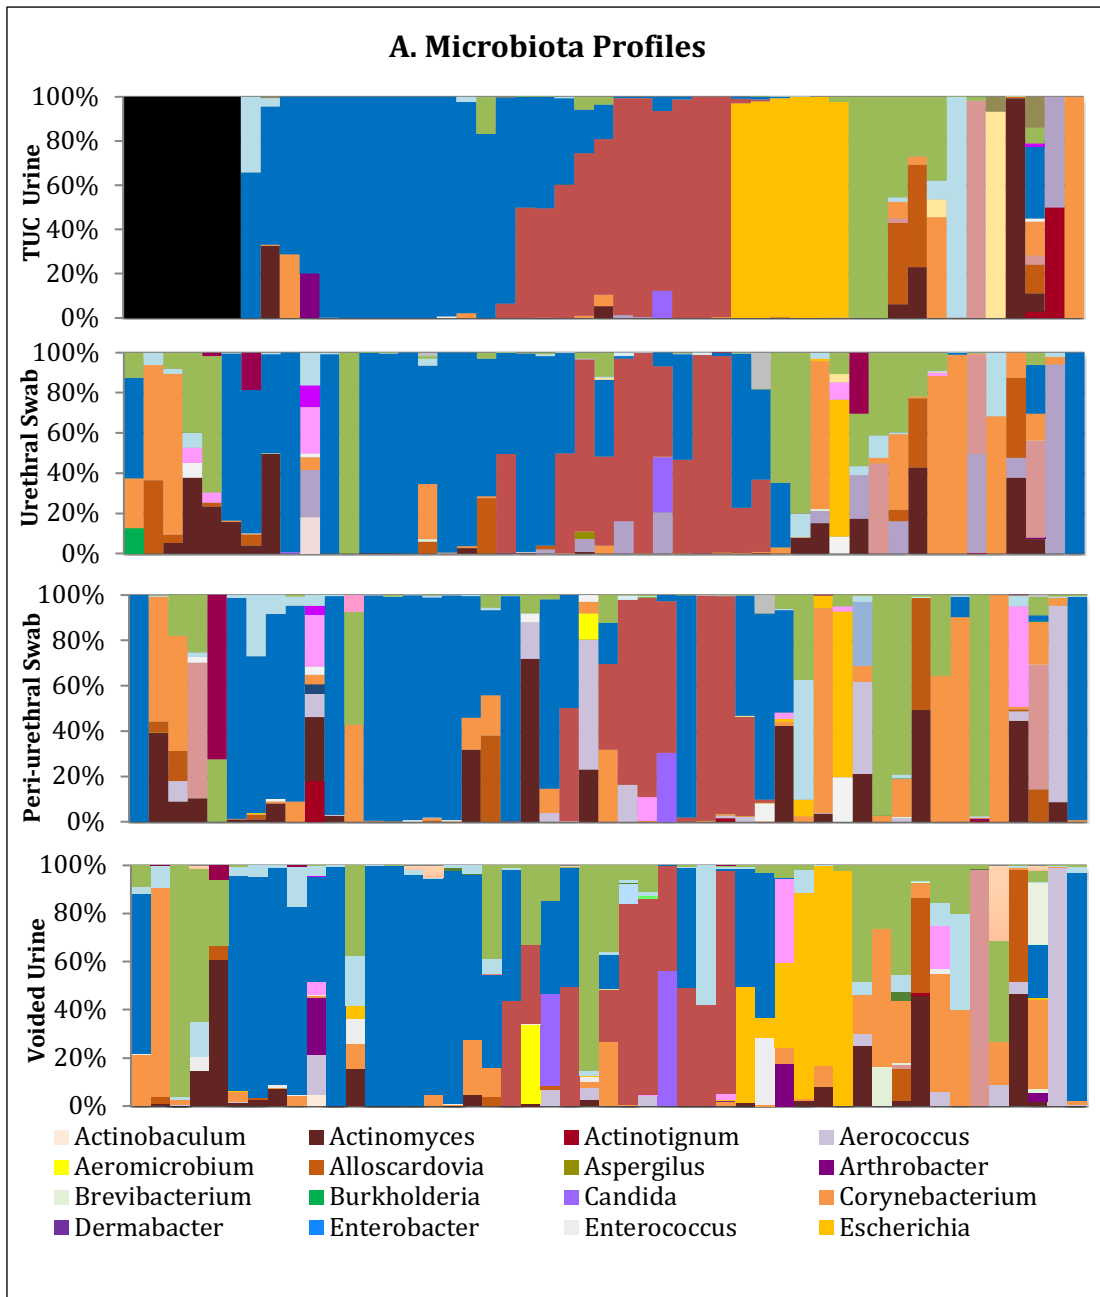 A. Microbiota Profiles
TUC Urine
100%
80%
60%
40%
20%
0%
Urethral Swab
100%
80%
60%
40%
20%
0%
Peri-urethral Swab
100%
80%
60%
40%
20%
0%
Voided Urine
100%
80%
60%
40%
20%
0%
Actinobaculum Actinomyces Actinotignum Aerococcus
Aeromicrobium Alloscardovia Aspergilus Arthrobacter
Brevibacterium Burkholderia Candida Corynebacterium
Dermabacter Enterobacter Enterococcus Escherichia